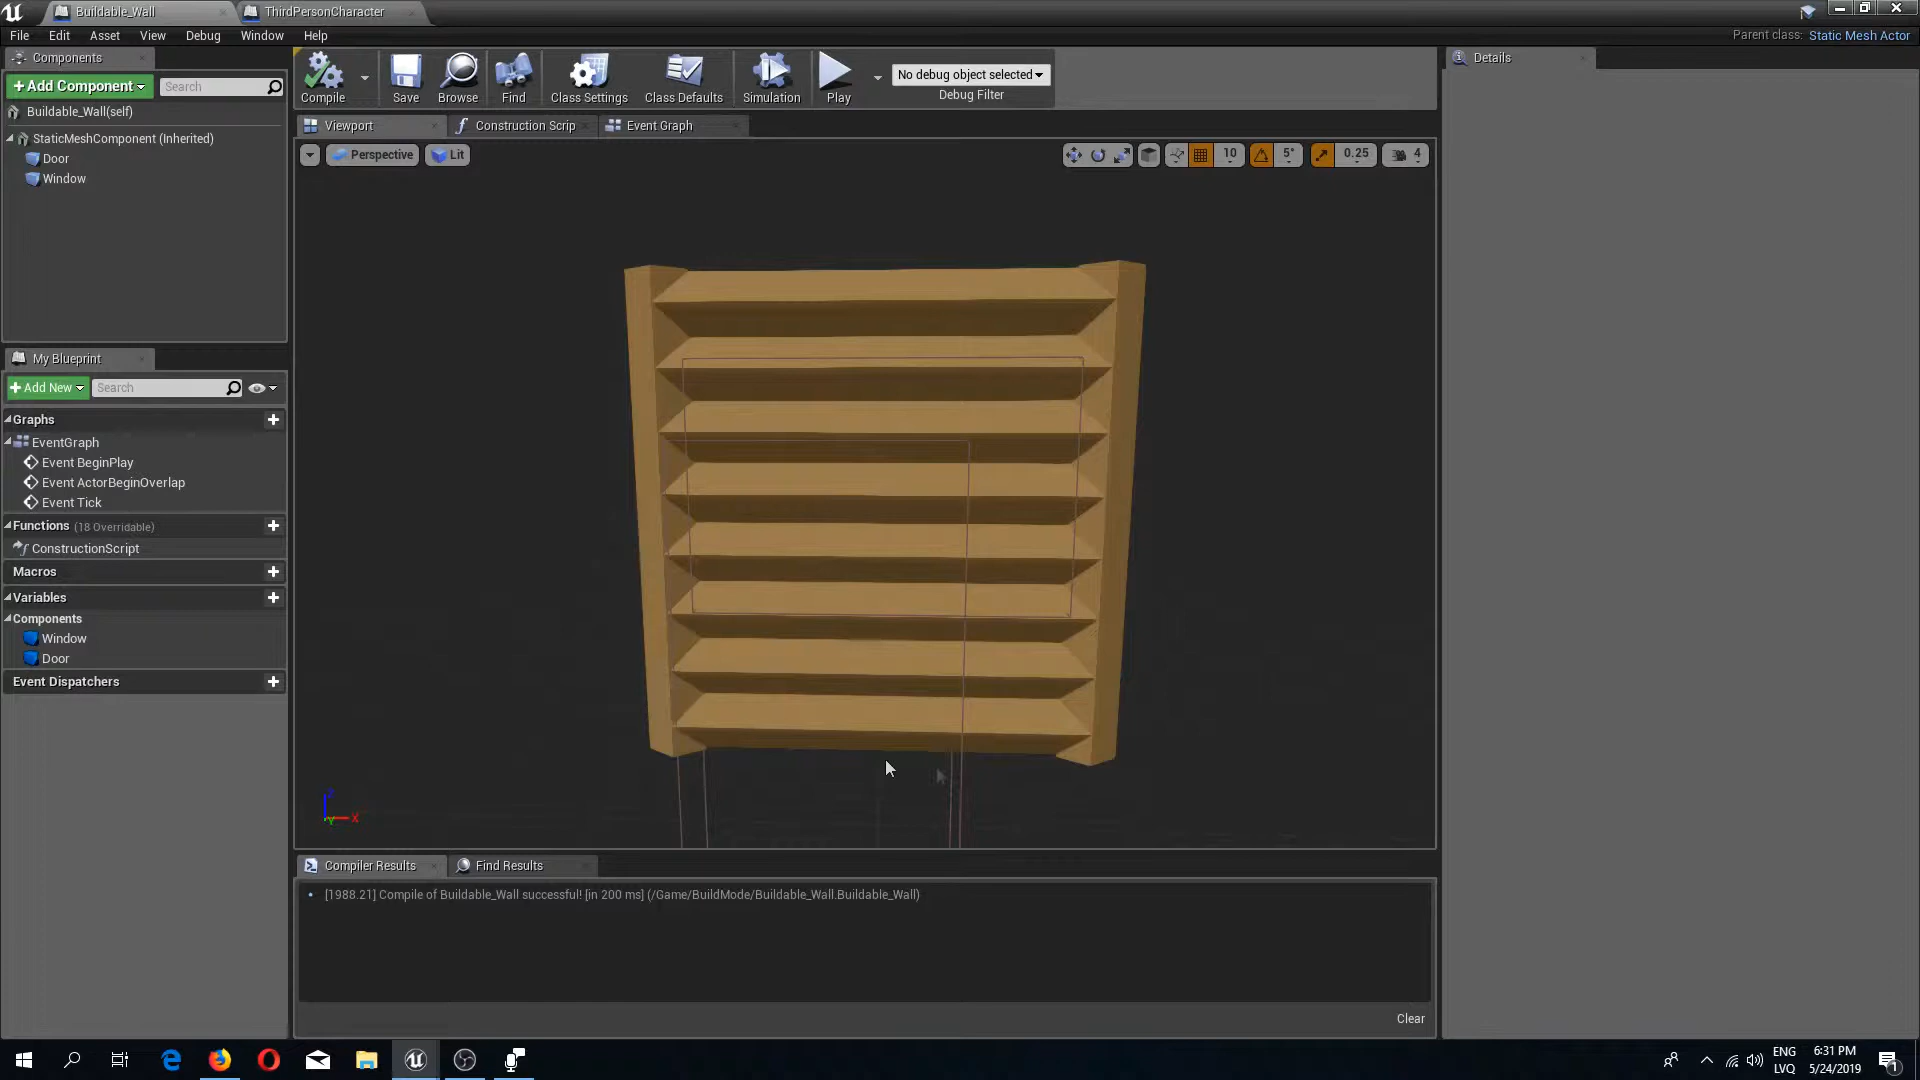 Buildable_Wall
ThirdPersonCharacter
File Edit Asset View Debug Window Help
Parent class: Static Mesh Actor
Components
+Add Component
Search
Buildable_Wall(self)
StaticMeshComponent (Inherited)
Door
Window
Compile
Save
Browse
Find
Class Settings
Class Defaults
Simulation
Play
No debug object selected
Debug Filter
Viewport
Construction Scrip
Event Graph
Perspective
Lit
10
5°
0.25
4
Details
My Blueprint
+Add New
Search
Graphs
EventGraph
Event BeginPlay
Event ActorBeginOverlap
Event Tick
Functions (18 Overridable)
ConstructionScript
Macros
Variables
Components
Window
Door
Event Dispatchers
X
Compiler Results
Find Results
[1988.21] Compile of Buildable_Wall successful! [in 200 ms] (/Game/BuildMode/Buildable_Wall.Buildable_Wall)
Clear
ENG
LVQ
6:31 PM
5/24/2019
1